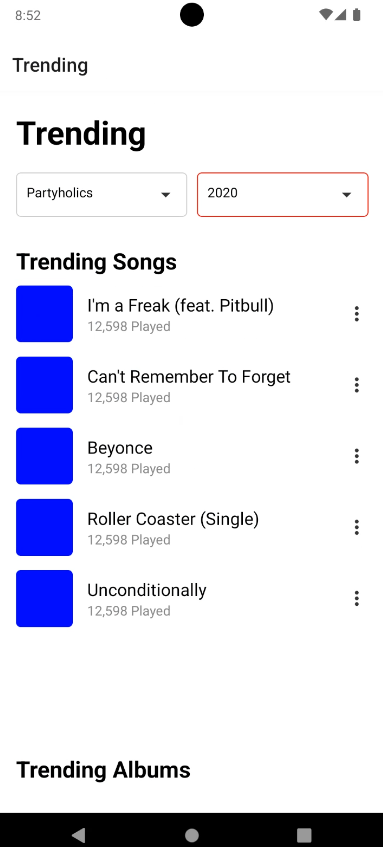 8:52
Trending
Trending
Partyholics
2020
Trending Songs
I'm a Freak (feat. Pitbull)
12,598 Played
Can't Remember To Forget
12,598 Played
Beyonce
12,598 Played
Roller Coaster (Single)
12,598 Played
Unconditionally
12,598 Played
Trending Albums